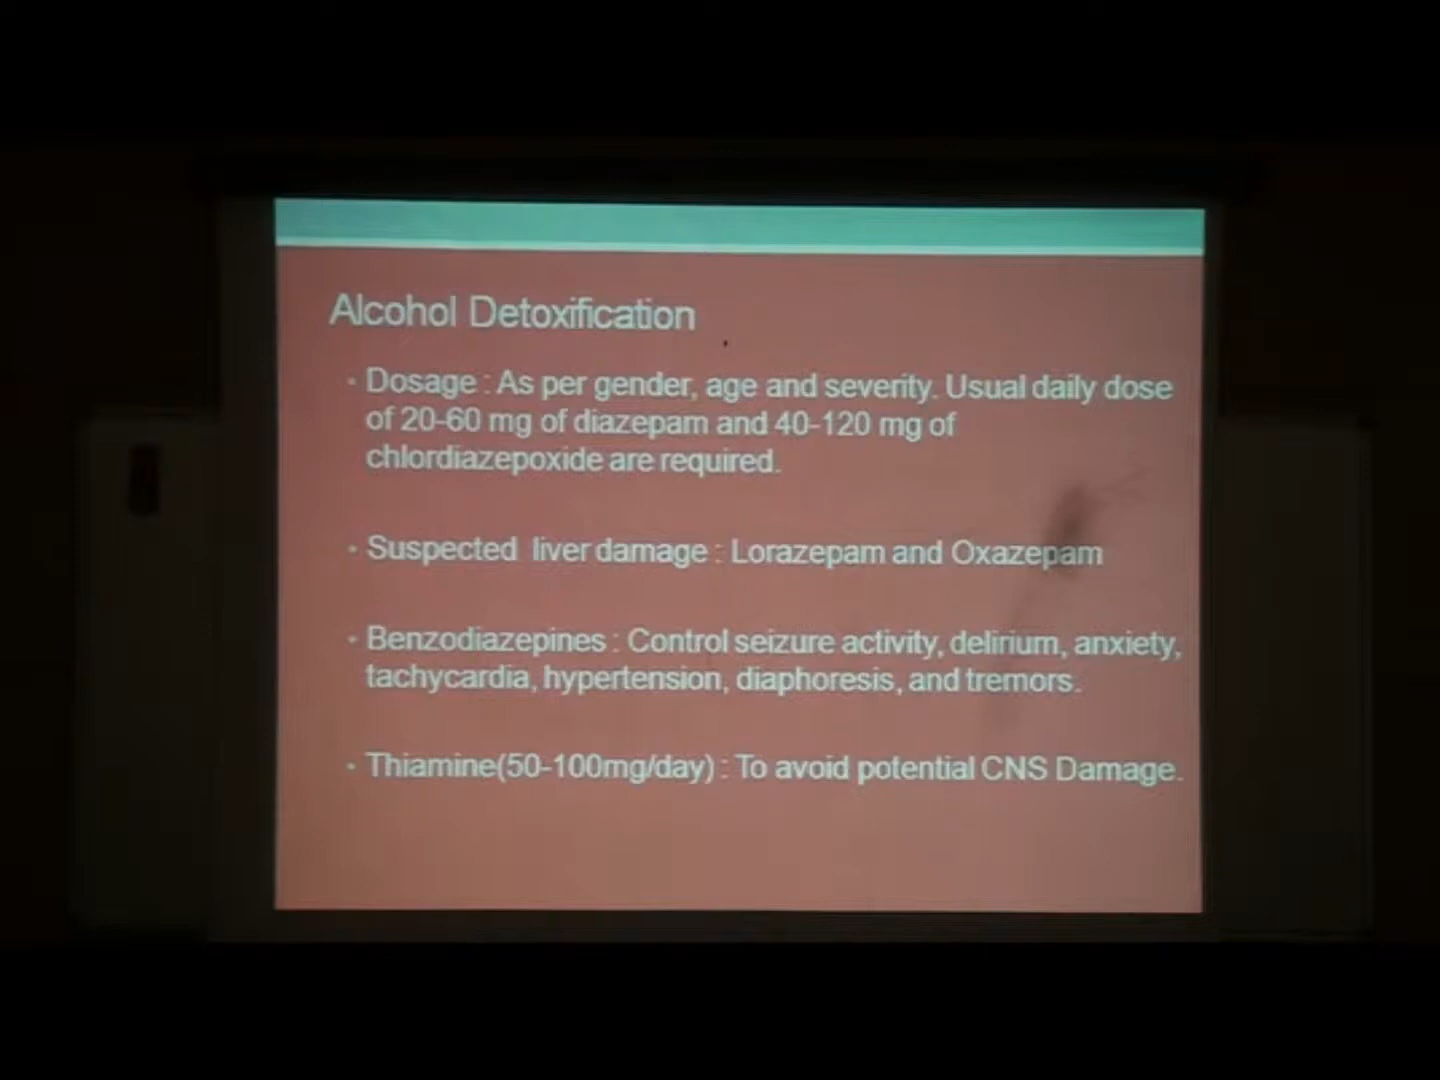 Alcohol Detoxification
• Dosage : As per gender, age and severity. Usual daily dose
of 20-60 mg of diazepam and 40-120 mg of
chlordiazepoxide are required.
• Suspected liver damage : Lorazepam and Oxazepam
• Benzodiazepines : Control seizure activity, delirium, anxiety,
tachycardia, hypertension, diaphoresis, and tremors.
• Thiamine(50-100mg/day) : To avoid potential CNS Damage.